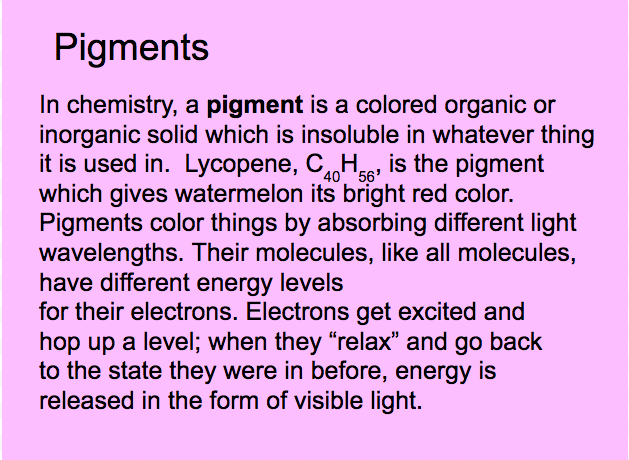 Pigments
In chemistry, a pigment is a colored organic or
inorganic solid which is insoluble in whatever thing
it is used in.  Lycopene, C40H56, is the pigment
which gives watermelon its bright red color.
Pigments color things by absorbing different light
wavelengths. Their molecules, like all molecules,
have different energy levels
for their electrons. Electrons get excited and
hop up a level; when they “relax” and go back
to the state they were in before, energy is
released in the form of visible light.